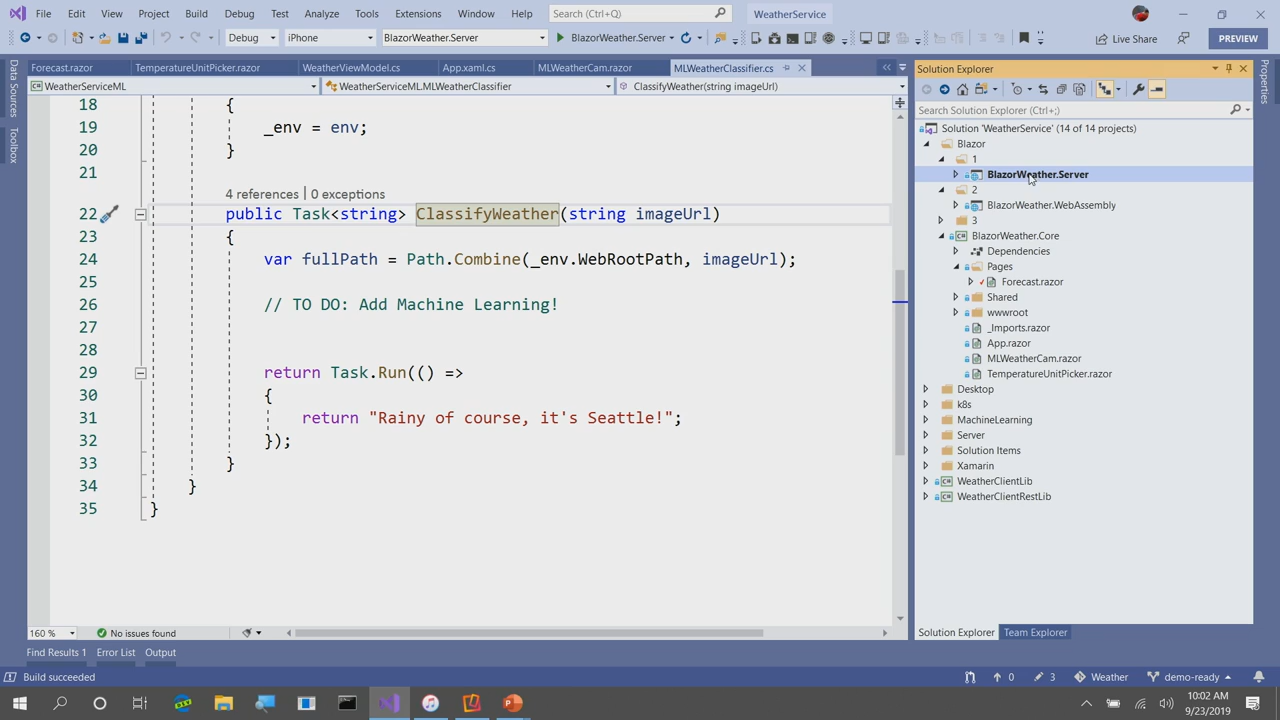 File Edit View Project Build Debug Test Analyze Tools Extensions Window Help Search (Ctrl+Q) WeatherService
Debug iPhone BlazorWeather.Server BlazorWeather.Server Live Share PREVIEW
Forecast.razor TemperatureUnitPicker.razor WeatherViewModel.cs App.xaml.cs MLWeatherCam.razor MLWeatherClassifier.cs
WeatherServiceML WeatherServiceML.MLWeatherClassifier ClassifyWeather(string imageUrl)
Data Sources
Toolbox
18 {
19 _env = env;
20 }
21
4 references | 0 exceptions
22 public Task<string> ClassifyWeather(string imageUrl)
23 {
24 var fullPath = Path.Combine(_env.WebRootPath, imageUrl);
25
26 // TO DO: Add Machine Learning!
27
28
29 return Task.Run(() =>
30 {
31 return "Rainy of course, it's Seattle!";
32 });
33 }
34 }
35 }
160 % No issues found
Solution Explorer
Search Solution Explorer (Ctrl+;)
Solution 'WeatherService' (14 of 14 projects)
Blazor
1
BlazorWeather.Server
2
BlazorWeather.WebAssembly
3
BlazorWeather.Core
Dependencies
Pages
Forecast.razor
Shared
wwwroot
_Imports.razor
App.razor
MLWeatherCam.razor
TemperatureUnitPicker.razor
Desktop
k8s
MachineLearning
Server
Solution Items
Xamarin
WeatherClientLib
WeatherClientRestLib
Solution Explorer Team Explorer
Properties
Find Results 1 Error List Output
Build succeeded 0 3 Weather demo-ready
10:02 AM
9/23/2019